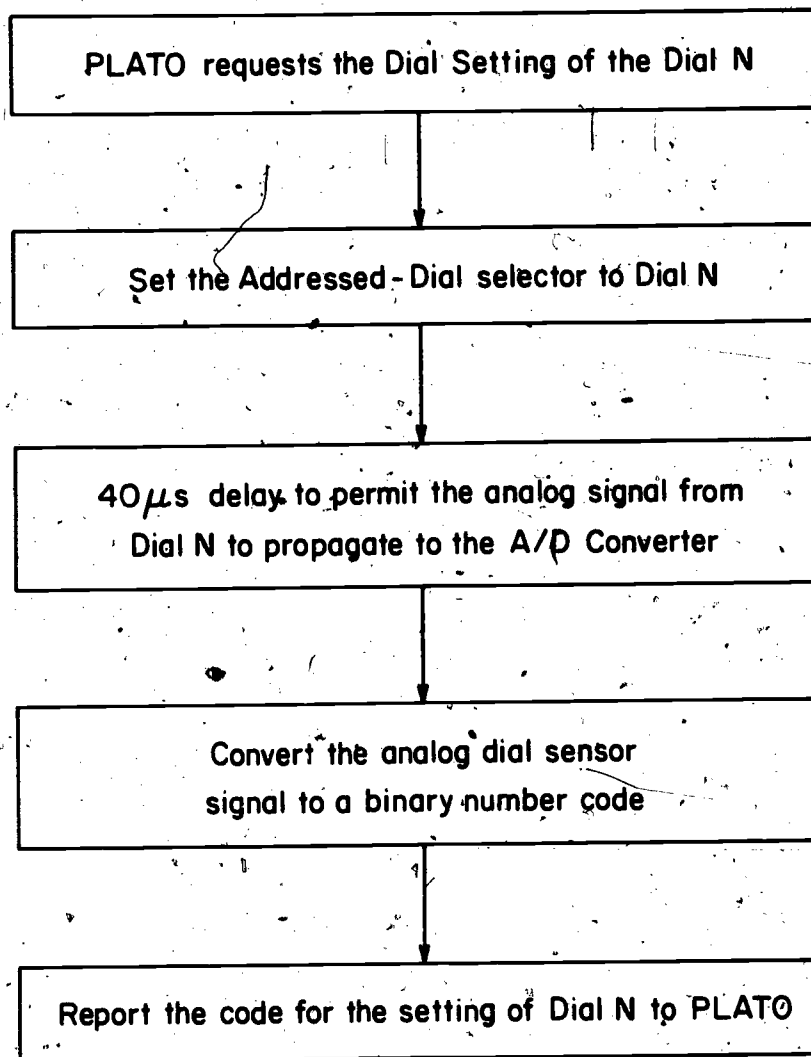 PLATO requests the Dial Setting of the Dial N
Set the Addressed-Dial selector to Dial N
40μs delay to permit the analog signal from
Dial N to propagate to the A/D Converter
Convert the analog dial sensor
signal to a binary number code
Report the code for the setting of Dial N to PLATO